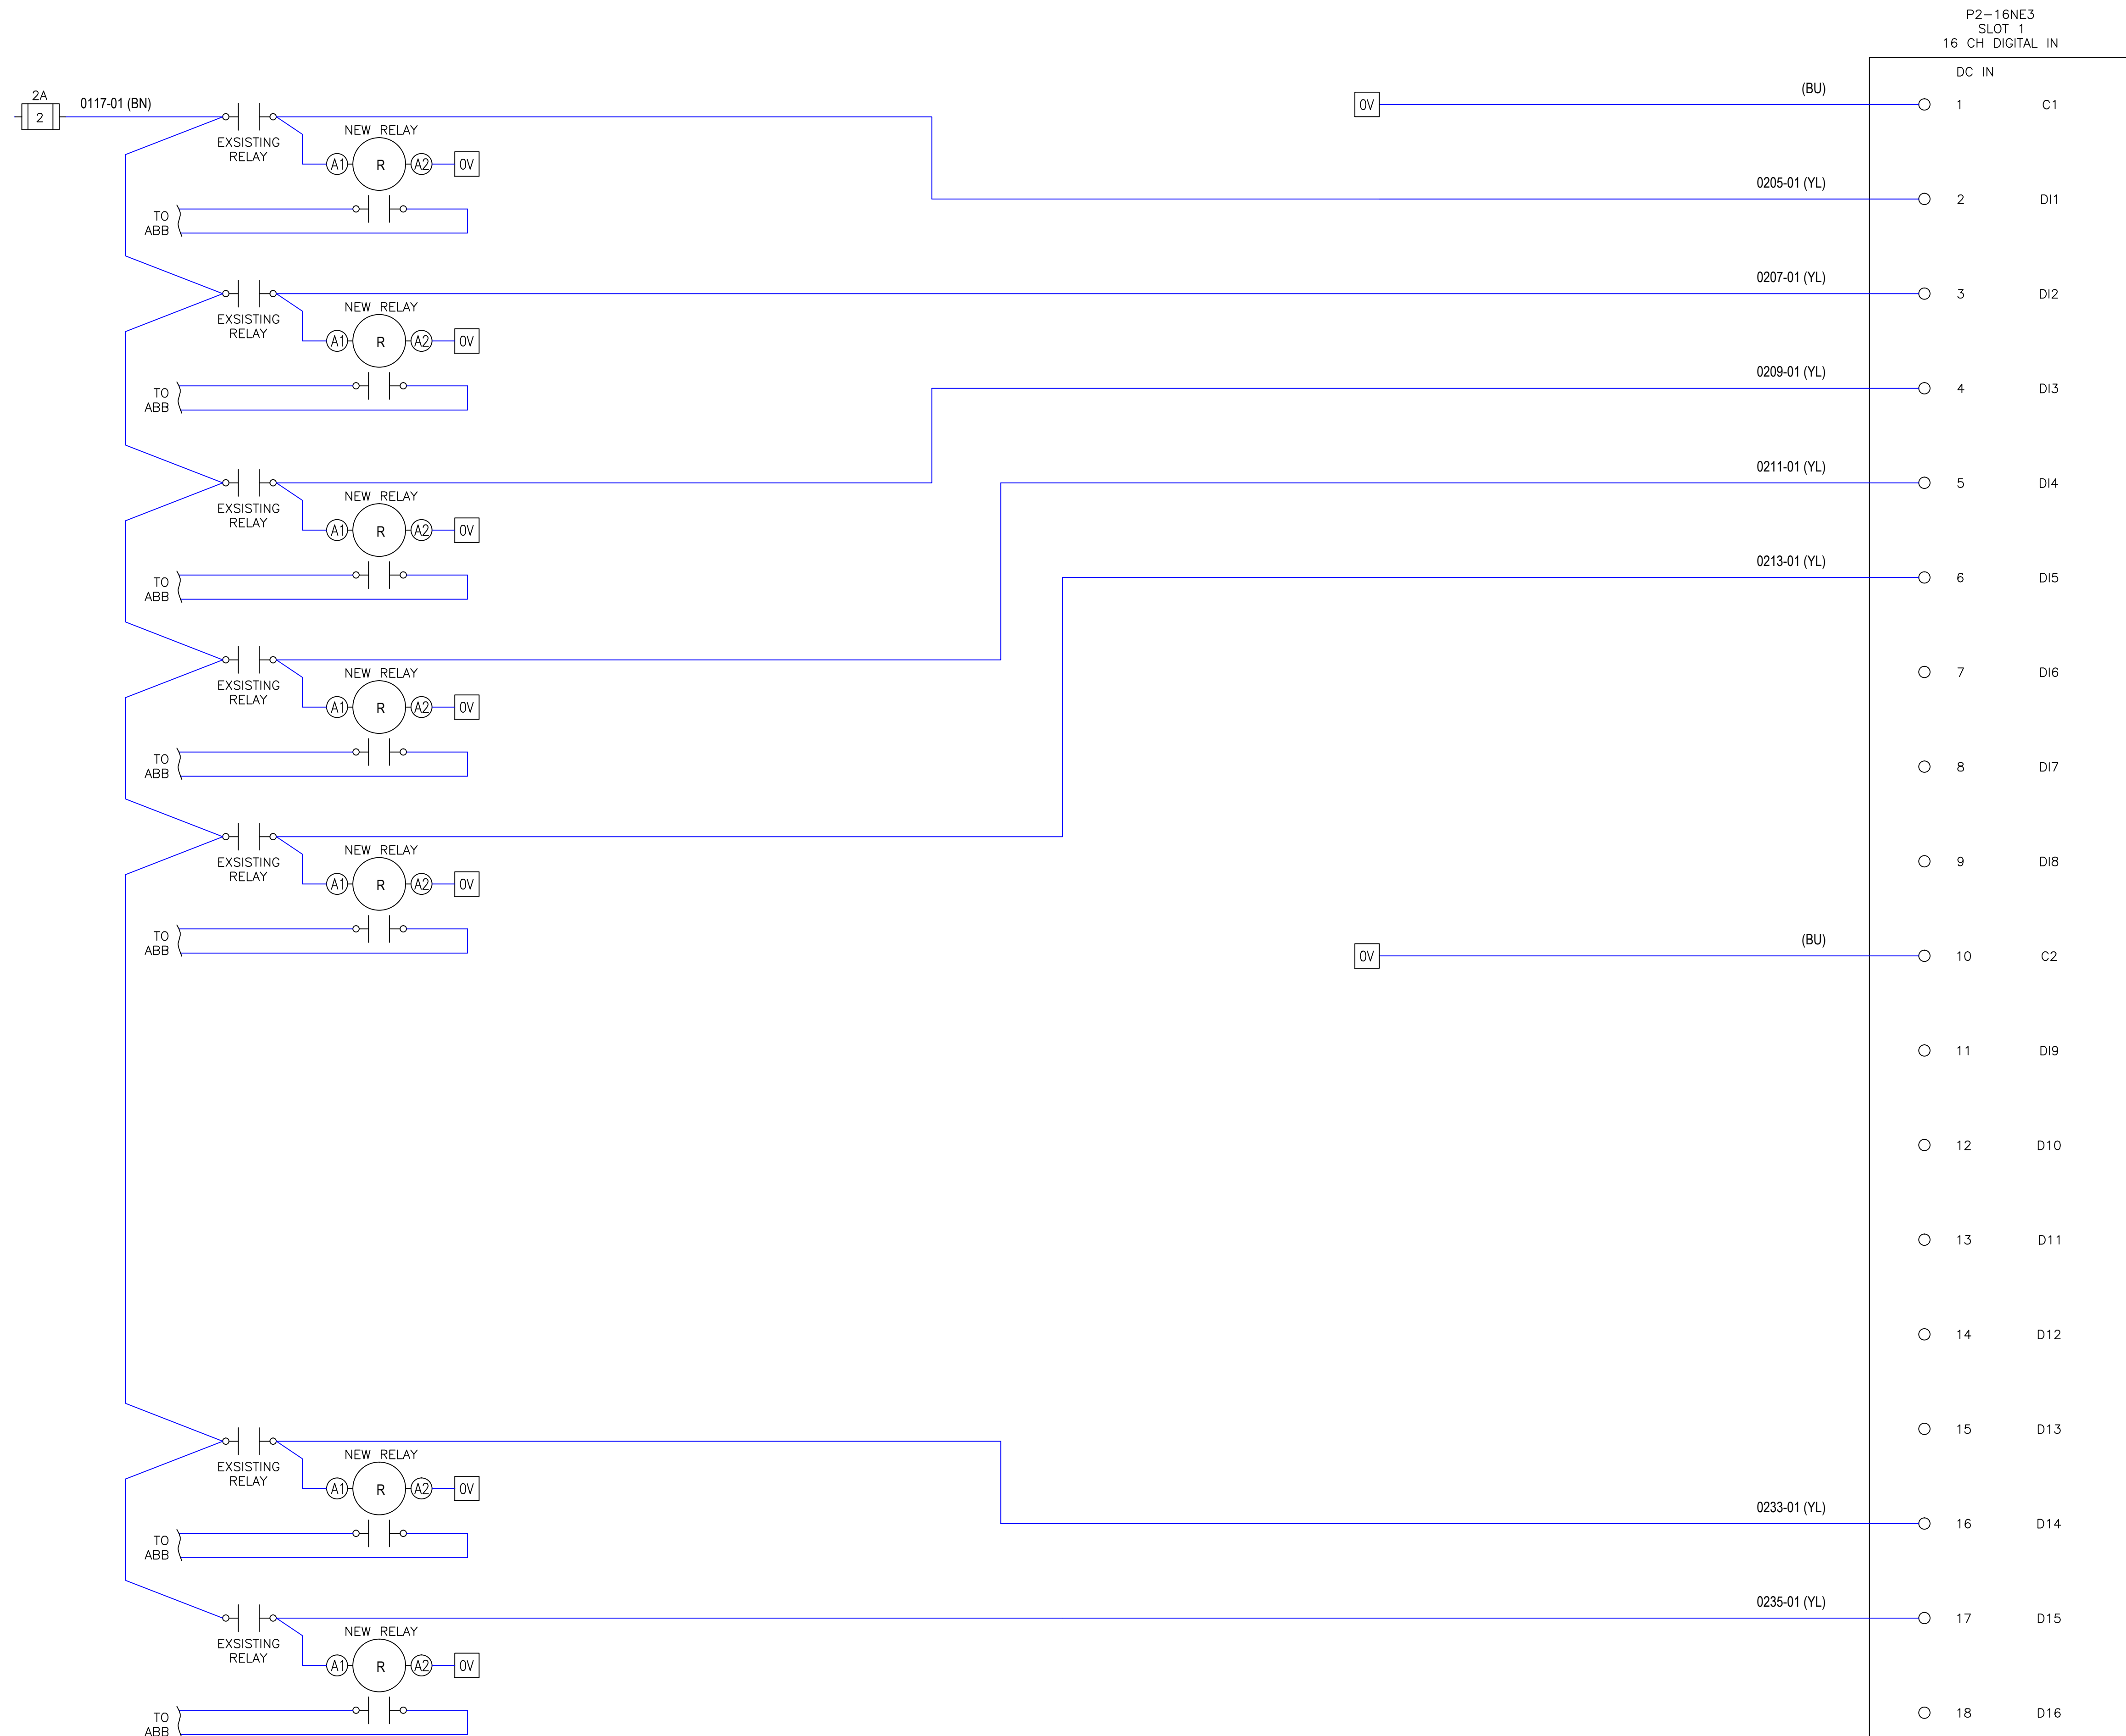 P2-16NE3
SLOT 1
16 CH DIGITAL IN
DC IN
2A
2
0117-01 (BN)
0V
(BU)
1 C1
EXSISTING
RELAY
NEW RELAY
A1 R A2 0V
TO
ABB
0205-01 (YL)
2 DI1
0207-01 (YL)
3 DI2
EXSISTING
RELAY
NEW RELAY
A1 R A2 0V
TO
ABB
0209-01 (YL)
4 DI3
0211-01 (YL)
5 DI4
EXSISTING
RELAY
NEW RELAY
A1 R A2 0V
TO
ABB
0213-01 (YL)
6 DI5
7 DI6
EXSISTING
RELAY
NEW RELAY
A1 R A2 0V
TO
ABB
8 DI7
9 DI8
EXSISTING
RELAY
NEW RELAY
A1 R A2 0V
TO
ABB
0V
(BU)
10 C2
11 DI9
12 D10
13 D11
14 D12
15 D13
EXSISTING
RELAY
NEW RELAY
A1 R A2 0V
TO
ABB
0233-01 (YL)
16 D14
0235-01 (YL)
17 D15
EXSISTING
RELAY
NEW RELAY
A1 R A2 0V
TO
ABB
18 D16